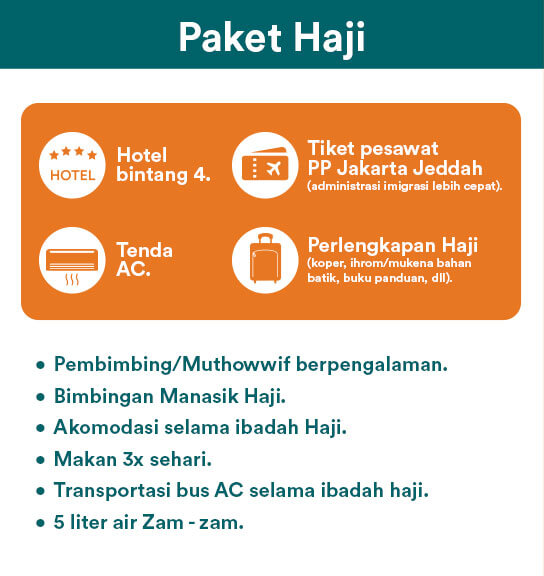 Paket Haji
HOTEL
Hotel
bintang 4.
Tiket pesawat
PP Jakarta Jeddah
(administrasi imigrasi lebih cepat).
Tenda
AC.
Perlengkapan Haji
(koper, ihrom/mukena bahan
batik, buku panduan, dll).
• Pembimbing/Muthowwif berpengalaman.
• Bimbingan Manasik Haji.
• Akomodasi selama ibadah Haji.
• Makan 3x sehari.
• Transportasi bus AC selama ibadah haji.
• 5 liter air Zam - zam.